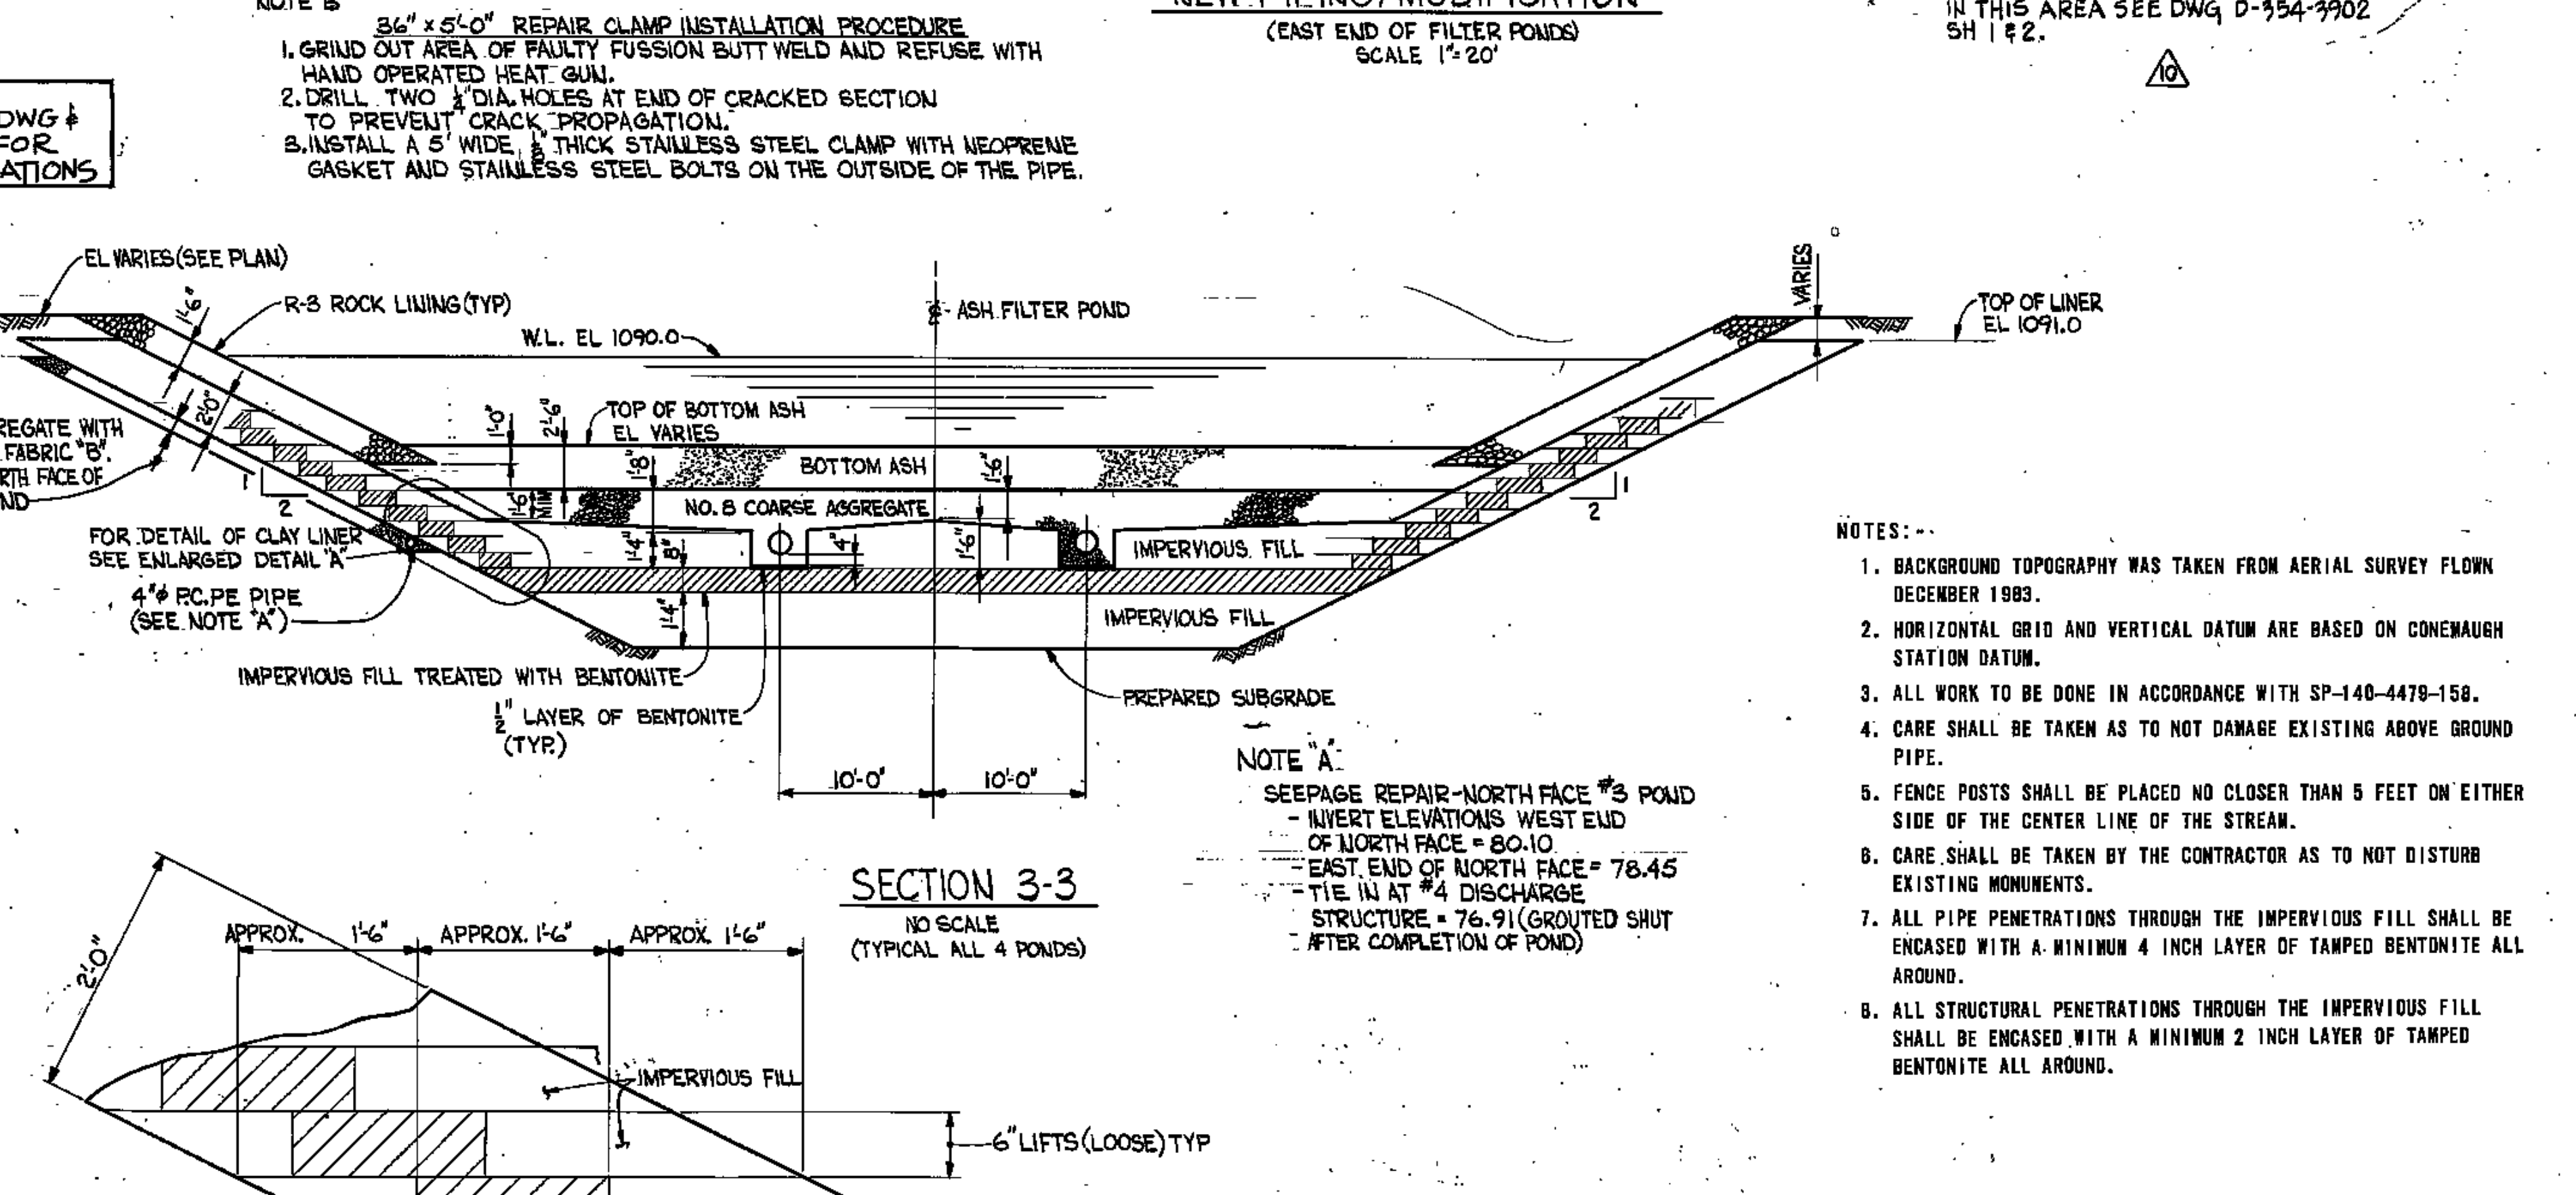 NOTE B
36" x 5'-0" REPAIR CLAMP INSTALLATION PROCEDURE
1. GRIND OUT AREA OF FAULTY FUSSION BUTT WELD AND REFUSE WITH
HAND OPERATED HEAT GUN.
2. DRILL TWO ¼" DIA. HOLES AT END OF CRACKED SECTION
TO PREVENT CRACK PROPAGATION.
3. INSTALL A 5' WIDE, THICK STAINLESS STEEL CLAMP WITH NEOPRENE
GASKET AND STAINLESS STEEL BOLTS ON THE OUTSIDE OF THE PIPE.
DWG &
FOR
ATIONS
(EAST END OF FILTER PONDS)
SCALE 1"=20'
IN THIS AREA SEE DWG D-354-3902
SH 1 & 2.
10
EL VARIES (SEE PLAN)
1'-6"
R-3 ROCK LINING (TYP)
W.L. EL 1090.0
℄ - ASH FILTER POND
VARIES
TOP OF LINER
EL 1091.0
2'-0"
1'-0"
2'-6"
TOP OF BOTTOM ASH
EL VARIES
REGATE WITH
FABRIC "B".
RTH FACE OF
ND
1
2
1'-8"
BOTTOM ASH
1'-6"
1'-6"
MIN
NO. 8 COARSE AGGREGATE
1
2
FOR DETAIL OF CLAY LINER
SEE ENLARGED DETAIL "A"
1'-4"
8"
4"
1'-6"
IMPERVIOUS FILL
4"φ P.C.PE PIPE
(SEE NOTE "A")
1'-4"
IMPERVIOUS FILL
IMPERVIOUS FILL TREATED WITH BENTONITE
½" LAYER OF BENTONITE
(TYP.)
PREPARED SUBGRADE
10'-0"
10'-0"
NOTE "A"
SEEPAGE REPAIR-NORTH FACE #3 POND
- INVERT ELEVATIONS WEST END
OF NORTH FACE = 80.10
- EAST END OF NORTH FACE = 78.45
- TIE IN AT #4 DISCHARGE
STRUCTURE = 76.91 (GROUTED SHUT
AFTER COMPLETION OF POND)
SECTION 3-3
NO SCALE
(TYPICAL ALL 4 PONDS)
2'-0"
APPROX. 1'-6"
APPROX. 1'-6"
APPROX. 1'-6"
IMPERVIOUS FILL
6" LIFTS (LOOSE) TYP
NOTES:
1. BACKGROUND TOPOGRAPHY WAS TAKEN FROM AERIAL SURVEY FLOWN
DECEMBER 1983.
2. HORIZONTAL GRID AND VERTICAL DATUM ARE BASED ON CONEMAUGH
STATION DATUM.
3. ALL WORK TO BE DONE IN ACCORDANCE WITH SP-140-4479-158.
4. CARE SHALL BE TAKEN AS TO NOT DAMAGE EXISTING ABOVE GROUND
PIPE.
5. FENCE POSTS SHALL BE PLACED NO CLOSER THAN 5 FEET ON EITHER
SIDE OF THE CENTER LINE OF THE STREAM.
6. CARE SHALL BE TAKEN BY THE CONTRACTOR AS TO NOT DISTURB
EXISTING MONUMENTS.
7. ALL PIPE PENETRATIONS THROUGH THE IMPERVIOUS FILL SHALL BE
ENCASED WITH A MINIMUM 4 INCH LAYER OF TAMPED BENTONITE ALL
AROUND.
8. ALL STRUCTURAL PENETRATIONS THROUGH THE IMPERVIOUS FILL
SHALL BE ENCASED WITH A MINIMUM 2 INCH LAYER OF TAMPED
BENTONITE ALL AROUND.